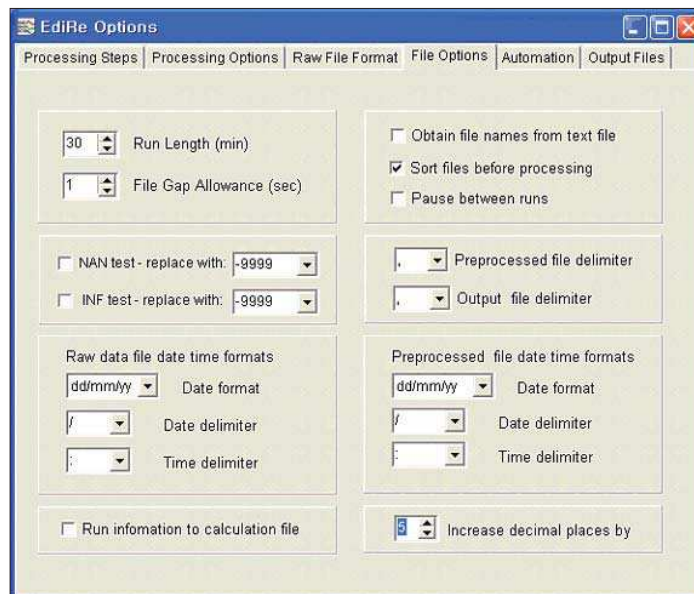 EdiRe Options
Processing Steps Processing Options Raw File Format File Options Automation Output Files
30 Run Length (min)
1 File Gap Allowance (sec)
Obtain file names from text file
Sort files before processing
Pause between runs
NAN test - replace with: -9999
INF test - replace with: -9999
, Preprocessed file delimiter
, Output file delimiter
Raw data file date time formats
dd/mm/yy Date format
/ Date delimiter
: Time delimiter
Preprocessed file date time formats
dd/mm/yy Date format
/ Date delimiter
: Time delimiter
Run infomation to calculation file
5 Increase decimal places by